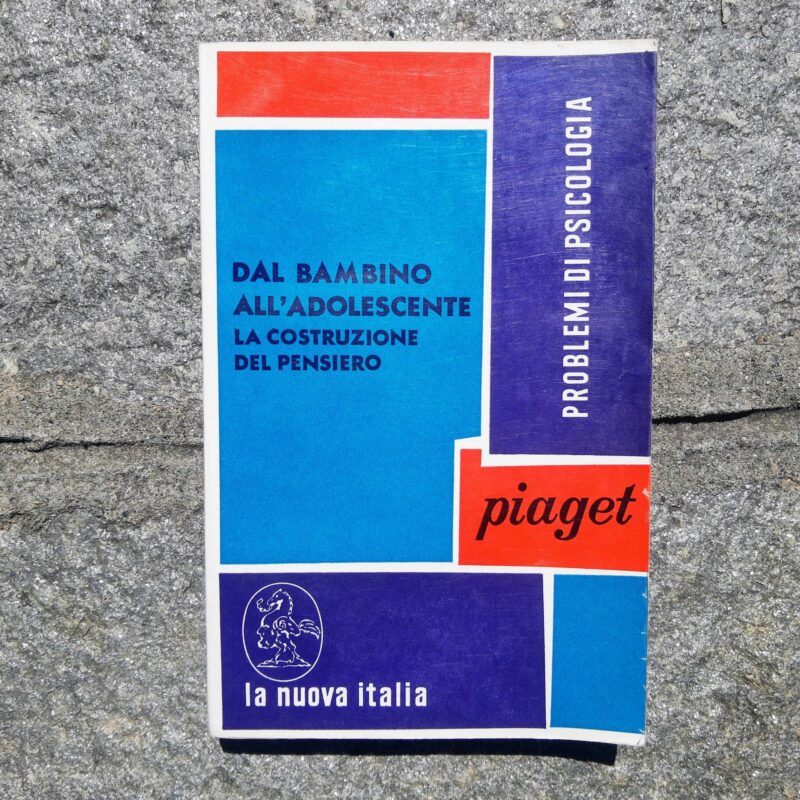 DAL BAMBINO
ALL'ADOLESCENTE
LA COSTRUZIONE
DEL PENSIERO
PROBLEMI DI PSICOLOGIA
piaget
la nuova italia